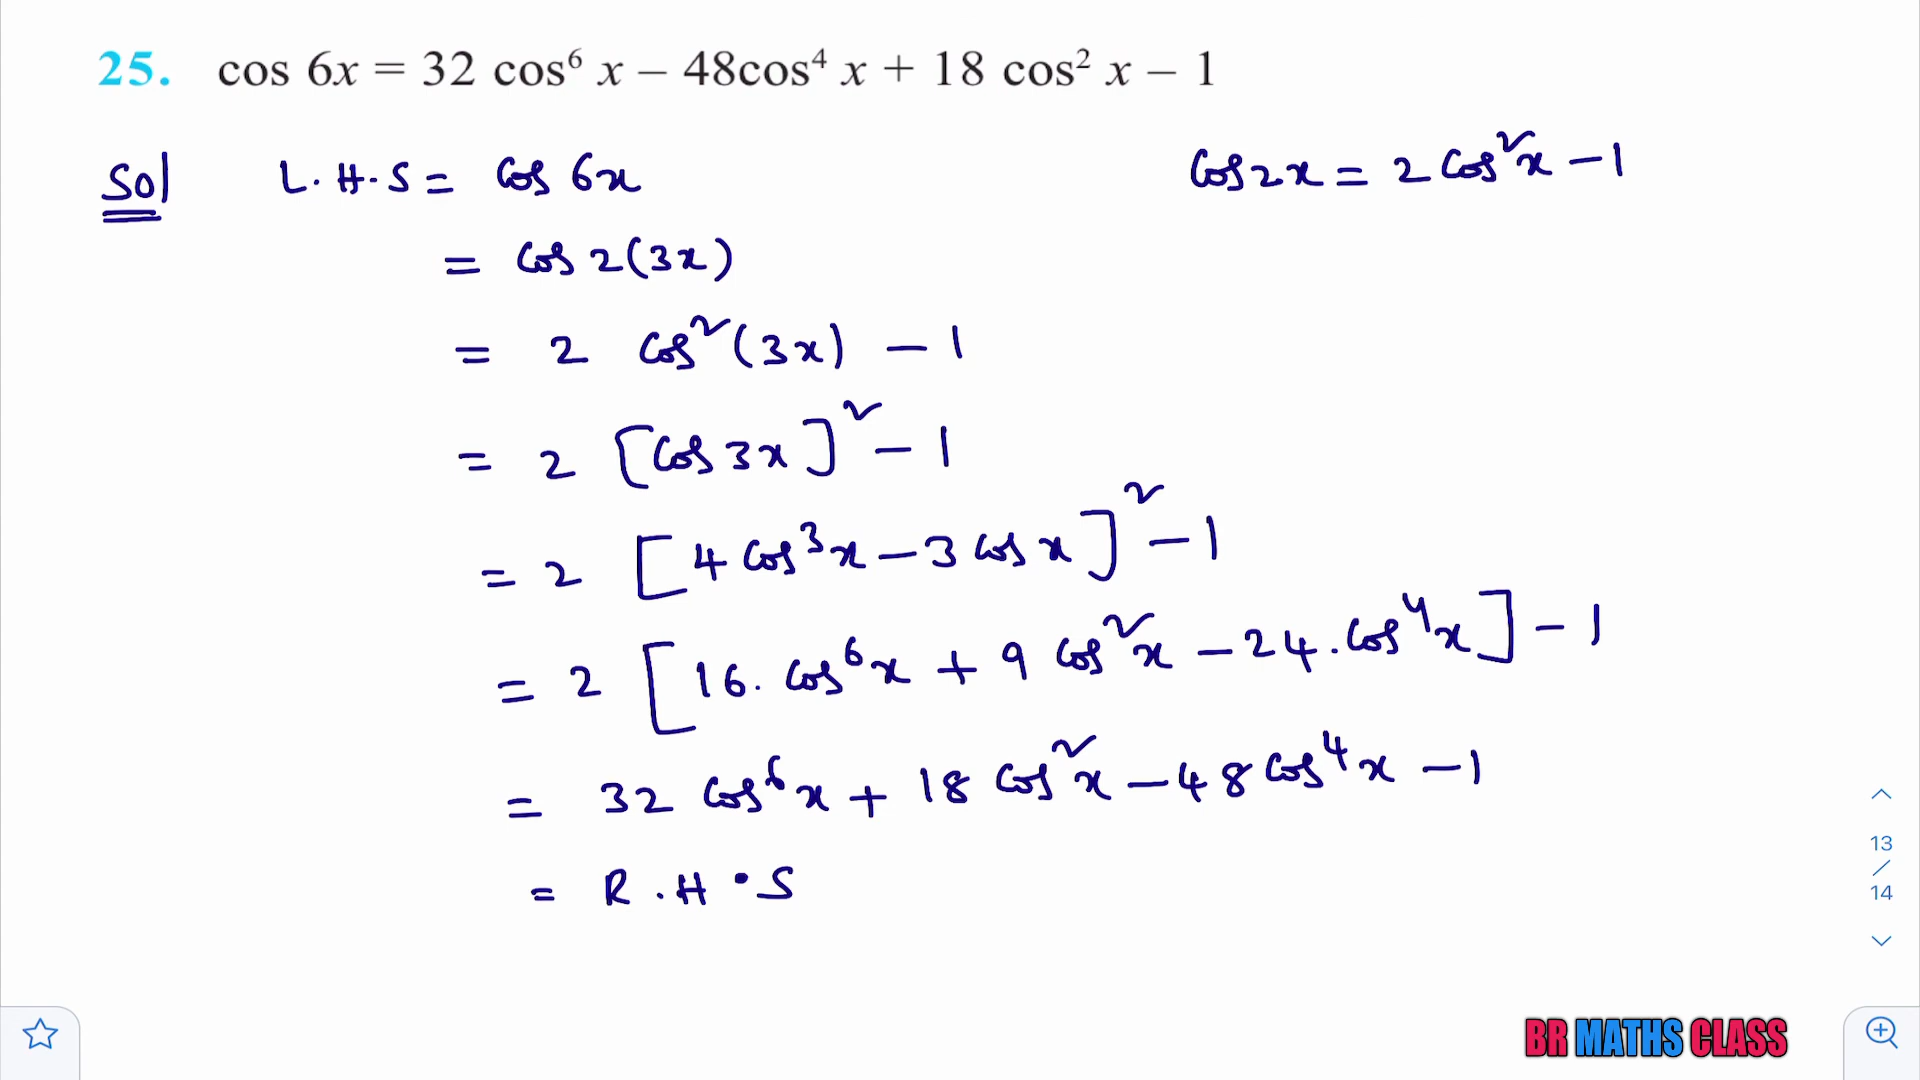 25. cos 6x = 32 cos⁶ x – 48cos⁴ x + 18 cos² x – 1
Sol L.H.S = Cos 6x
Cos2x = 2 Cos²x – 1
= Cos 2(3x)
= 2 Cos²(3x) – 1
= 2 [Cos 3x]² – 1
= 2 [4 Cos³x – 3 Cos x]² – 1
= 2 [16. Cos⁶x + 9 Cos²x – 24. Cos⁴x] – 1
= 32 Cos⁶x + 18 Cos²x – 48 Cos⁴x – 1
= R.H.S
13
/
14
BR MATHS CLASS